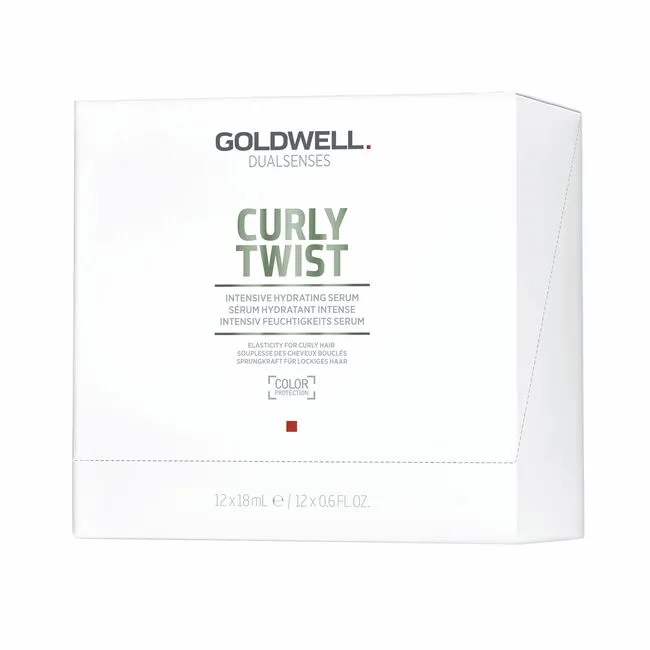 GOLDWELL.
DUALSENSES
CURLY
TWIST
INTENSIVE HYDRATING SERUM
SÉRUM HYDRATANT INTENSE
INTENSIV FEUCHTIGKEITS SERUM
ELASTICITY FOR CURLY HAIR
SOUPLESSE DES CHEVEUX BOUCLÉS
SPRUNGKRAFT FÜR LOCKIGES HAAR
COLOR
PROTECTION
12 x 18 mL ℮ / 12 x 0.6 FL.OZ.